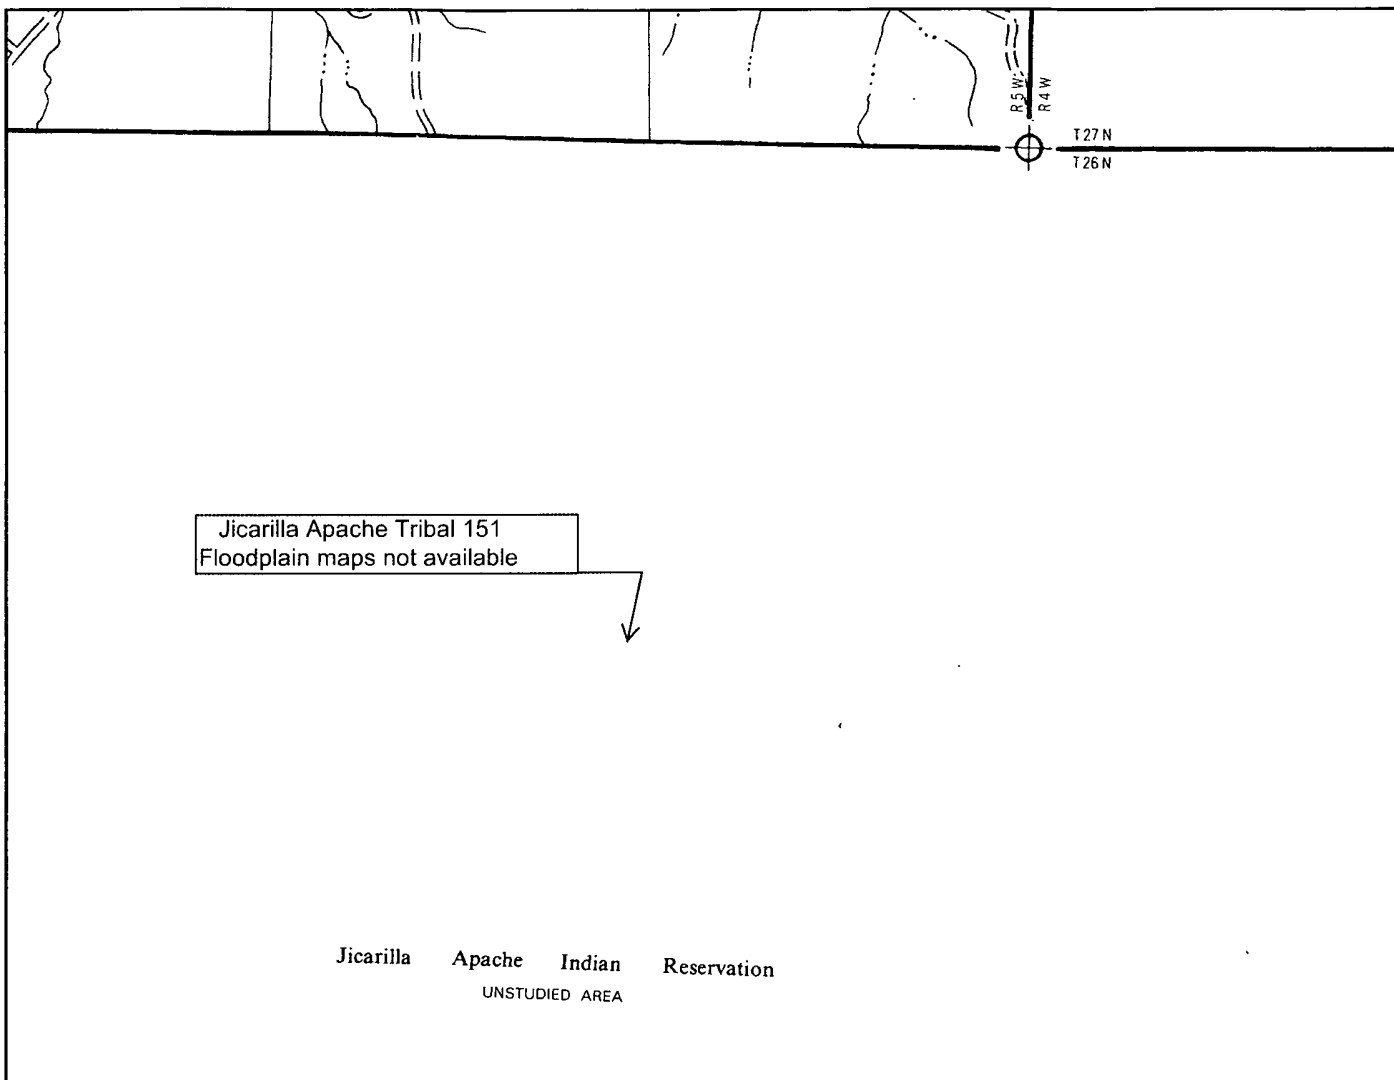 R 5 W
R 4 W
T 27 N
T 26 N
Jicarilla Apache Tribal 151
Floodplain maps not available
Jicarilla Apache Indian Reservation
UNSTUDIED AREA